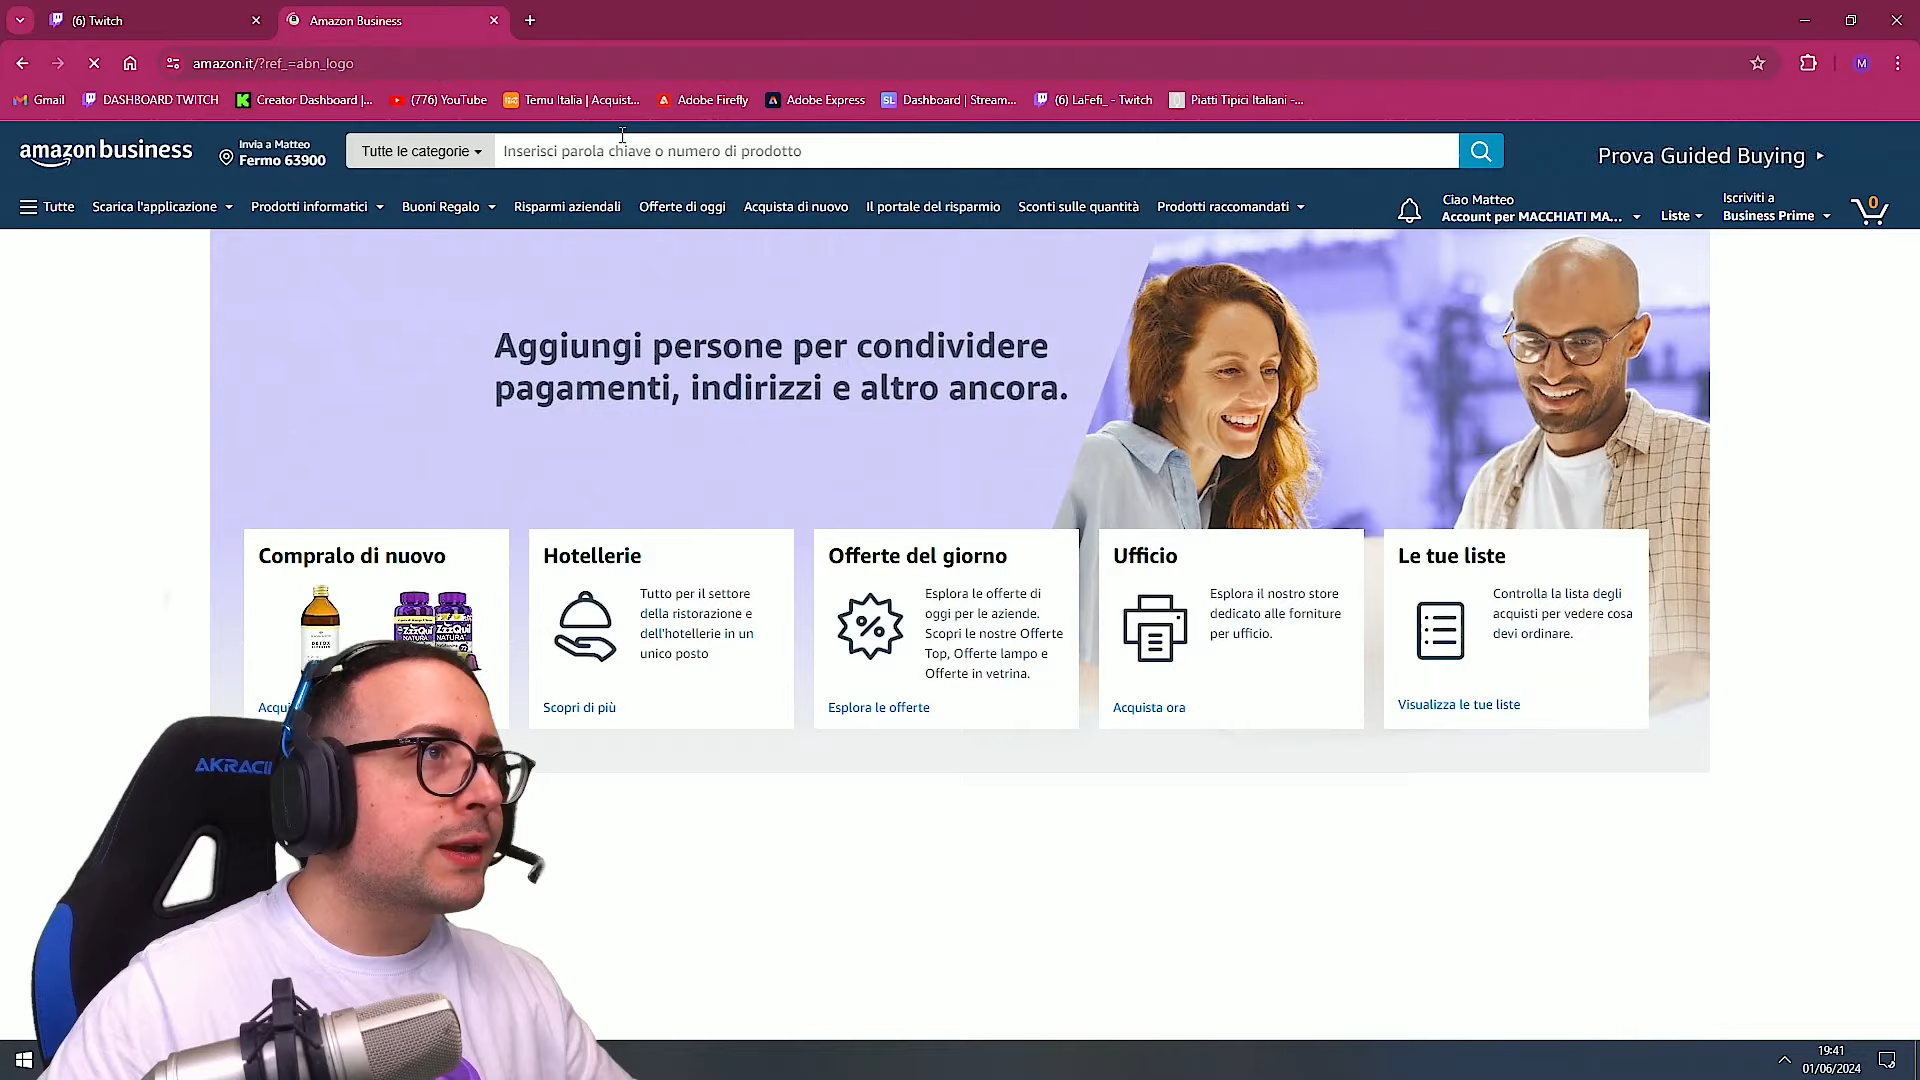 (6) Twitch
Amazon Business
amazon.it/?ref_=abn_logo
Gmail
DASHBOARD TWITCH
Creator Dashboard |...
(776) YouTube
Temu Italia | Acquist...
Adobe Firefly
Adobe Express
SL
Dashboard | Stream...
(6) LaFefi_ - Twitch
Piatti Tipici Italiani -...
M
amazon business
Invia a Matteo
Fermo 63900
Tutte le categorie
Inserisci parola chiave o numero di prodotto
Prova Guided Buying
Tutte
Scarica l'applicazione
Prodotti informatici
Buoni Regalo
Risparmi aziendali
Offerte di oggi
Acquista di nuovo
Il portale del risparmio
Sconti sulle quantità
Prodotti raccomandati
Ciao Matteo
Account per MACCHIATI MA...
Liste
Iscriviti a
Business Prime
0
Aggiungi persone per condividere
pagamenti, indirizzi e altro ancora.
Compralo di nuovo
DETOX
ZzzQuil
NATURA
ZzzQuil
NATURA
72
Acqui
Hotellerie
Tutto per il settore
della ristorazione e
dell'hotellerie in un
unico posto
Scopri di più
Offerte del giorno
Esplora le offerte di
oggi per le aziende.
Scopri le nostre Offerte
Top, Offerte lampo e
Offerte in vetrina.
Esplora le offerte
Ufficio
Esplora il nostro store
dedicato alle forniture
per ufficio.
Acquista ora
Le tue liste
Controlla la lista degli
acquisti per vedere cosa
devi ordinare.
Visualizza le tue liste
AKRACI
19:41
01/06/2024